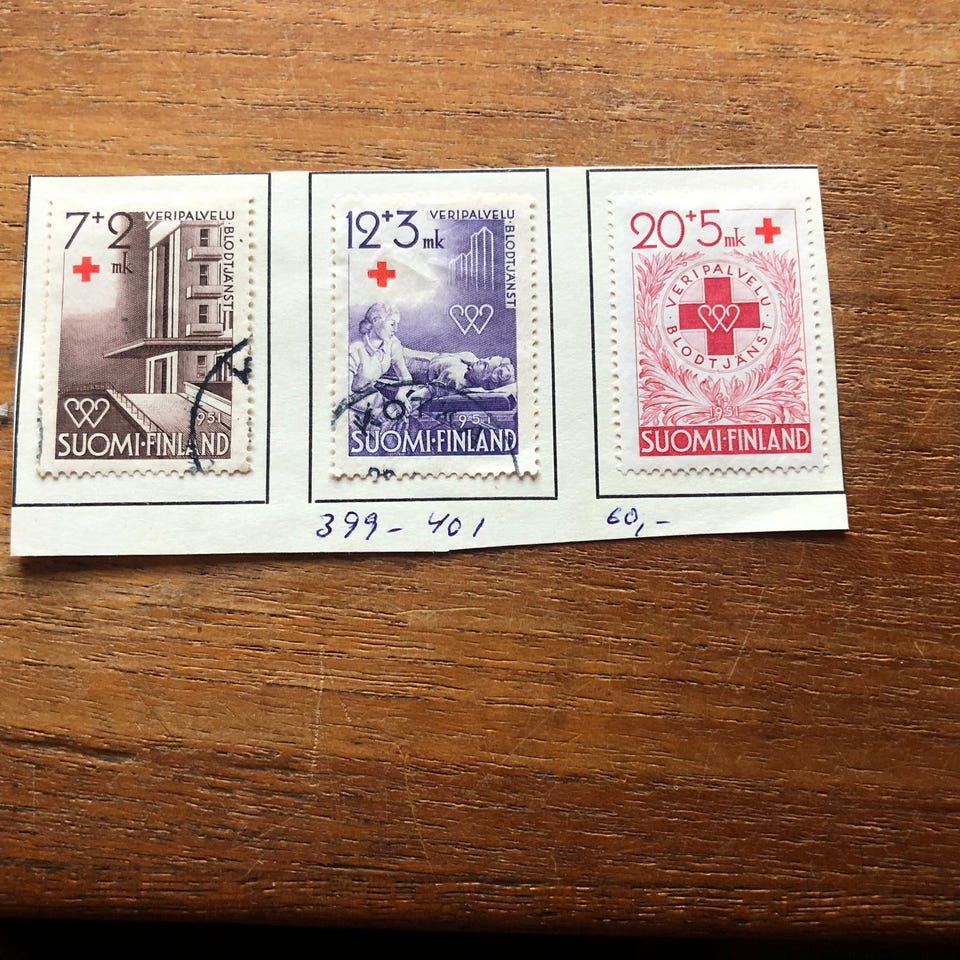 7+2 mk
VERIPALVELU · BLODTJÄNST
1951
SUOMI·FINLAND
12+3 mk
VERIPALVELU · BLODTJÄNST
1951
SUOMI·FINLAND
20+5 mk
VERIPALVELU · BLODTJÄNST ·
1951
SUOMI·FINLAND
399-401
60,-